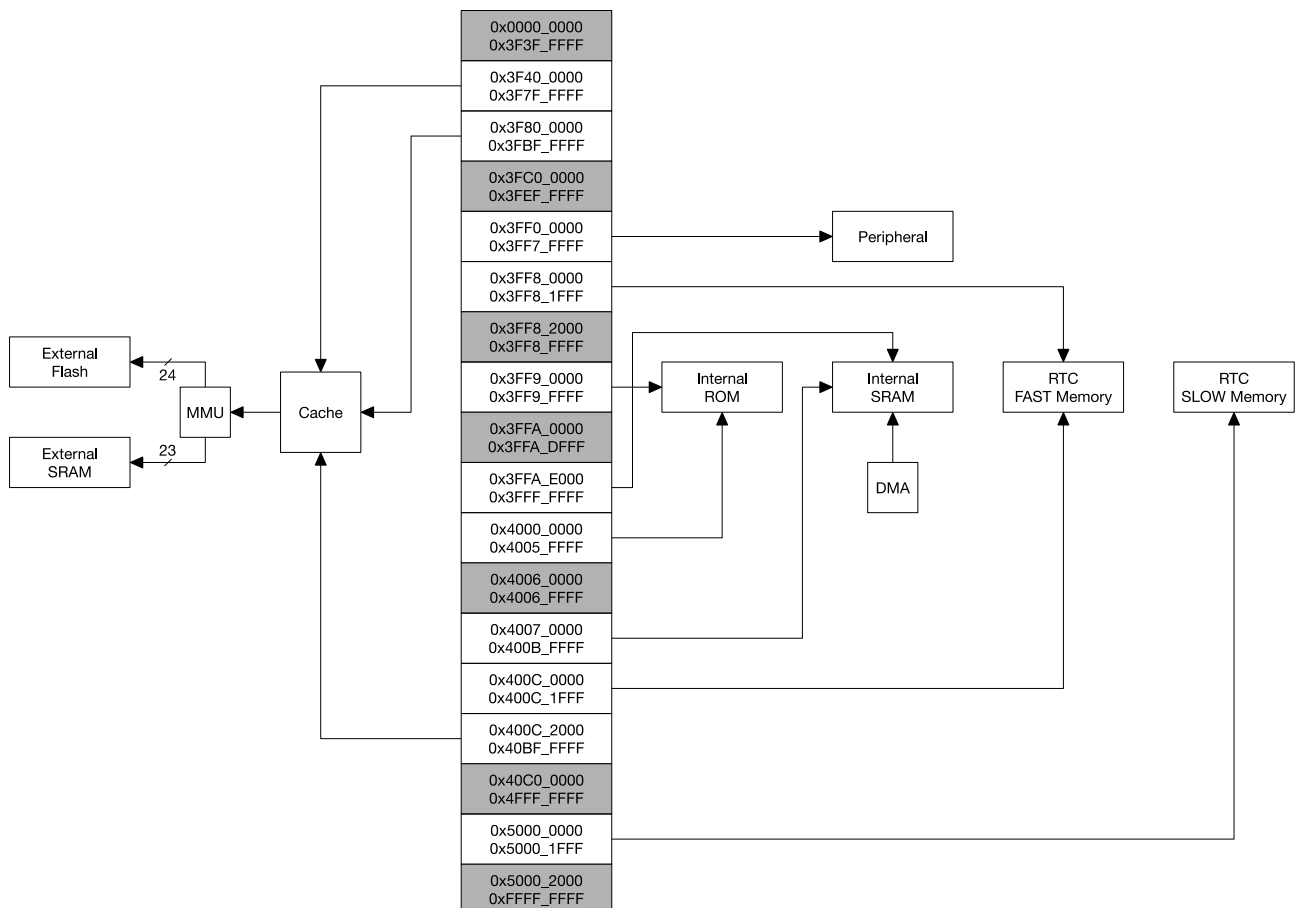 0x0000_0000
0x3F3F_FFFF
0x3F40_0000
0x3F7F_FFFF
0x3F80_0000
0x3FBF_FFFF
0x3FC0_0000
0x3FEF_FFFF
0x3FF0_0000
0x3FF7_FFFF
Peripheral
0x3FF8_0000
0x3FF8_1FFF
0x3FF8_2000
0x3FF8_FFFF
External
Flash
24
MMU
Cache
0x3FF9_0000
0x3FF9_FFFF
Internal
ROM
Internal
SRAM
RTC
FAST Memory
RTC
SLOW Memory
0x3FFA_0000
0x3FFA_DFFF
External
SRAM
23
0x3FFA_E000
0x3FFF_FFFF
DMA
0x4000_0000
0x4005_FFFF
0x4006_0000
0x4006_FFFF
0x4007_0000
0x400B_FFFF
0x400C_0000
0x400C_1FFF
0x400C_2000
0x40BF_FFFF
0x40C0_0000
0x4FFF_FFFF
0x5000_0000
0x5000_1FFF
0x5000_2000
0xFFFF_FFFF